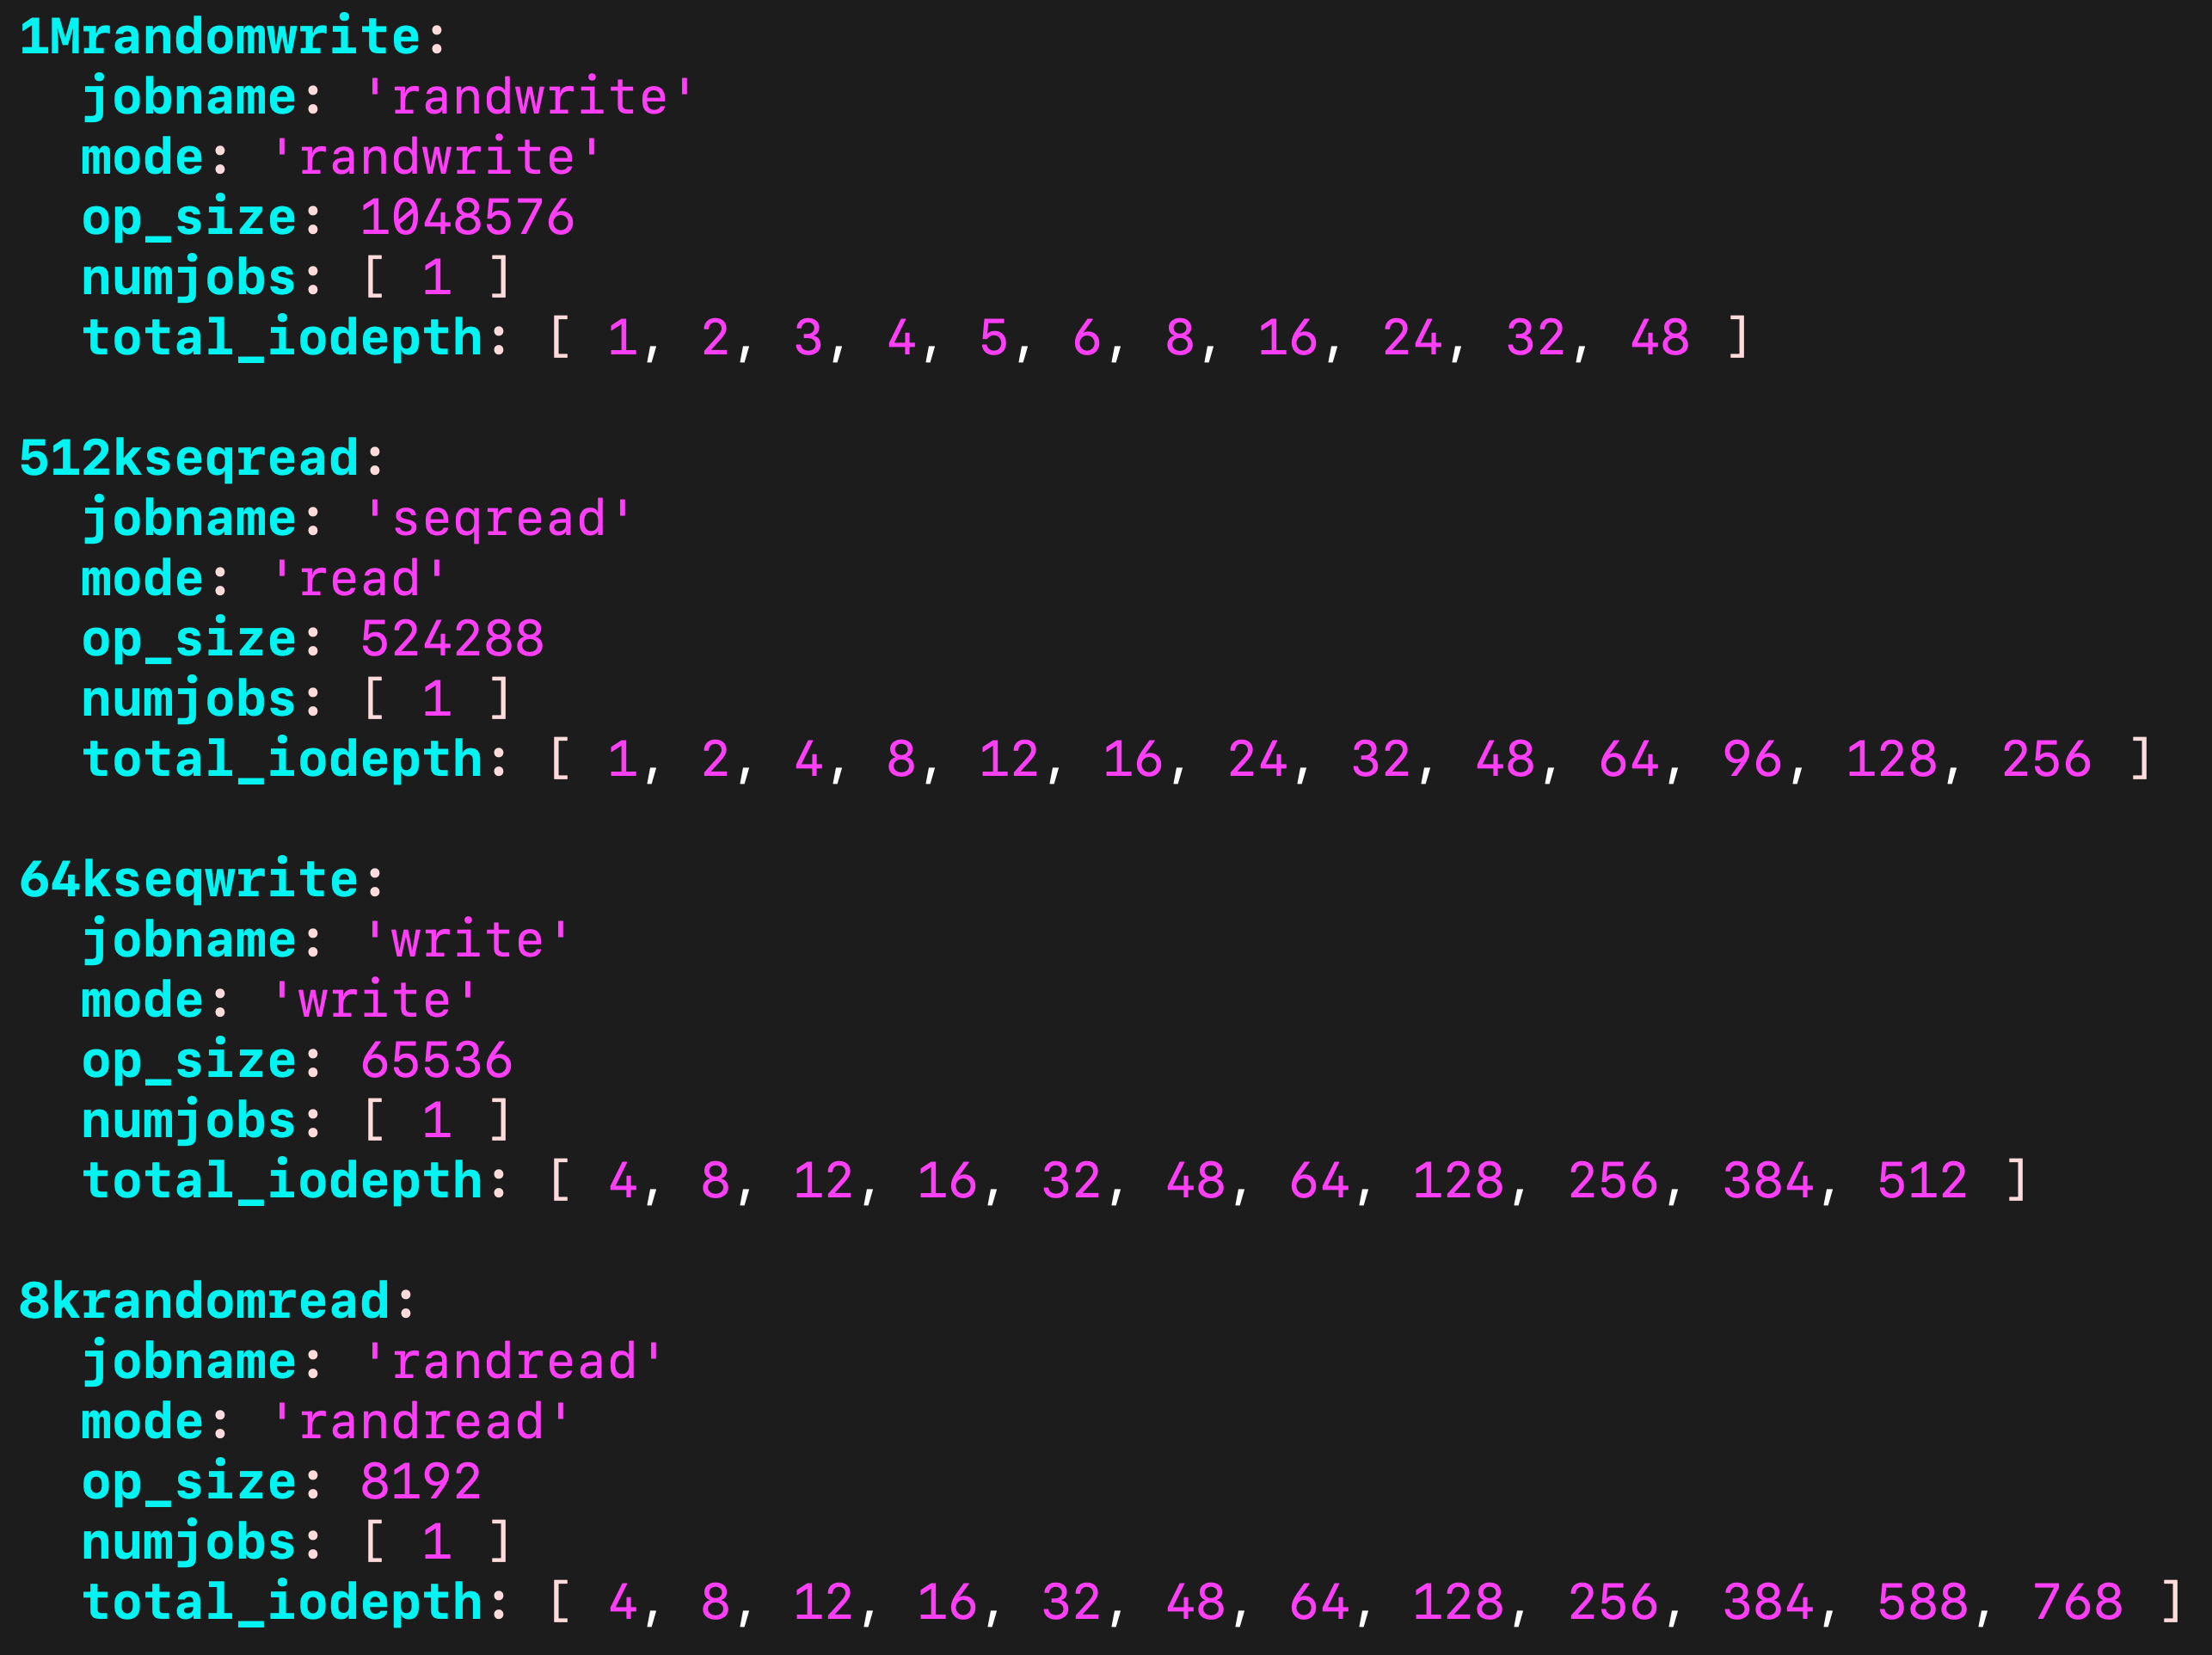 1Mrandomwrite:
   jobname: 'randwrite'
   mode: 'randwrite'
   op_size: 1048576
   numjobs: [ 1 ]
   total_iodepth: [ 1, 2, 3, 4, 5, 6, 8, 16, 24, 32, 48 ]

512kseqread:
   jobname: 'seqread'
   mode: 'read'
   op_size: 524288
   numjobs: [ 1 ]
   total_iodepth: [ 1, 2, 4, 8, 12, 16, 24, 32, 48, 64, 96, 128, 256 ]

64kseqwrite:
   jobname: 'write'
   mode: 'write'
   op_size: 65536
   numjobs: [ 1 ]
   total_iodepth: [ 4, 8, 12, 16, 32, 48, 64, 128, 256, 384, 512 ]

8krandomread:
   jobname: 'randread'
   mode: 'randread'
   op_size: 8192
   numjobs: [ 1 ]
   total_iodepth: [ 4, 8, 12, 16, 32, 48, 64, 128, 256, 384, 588, 768 ]